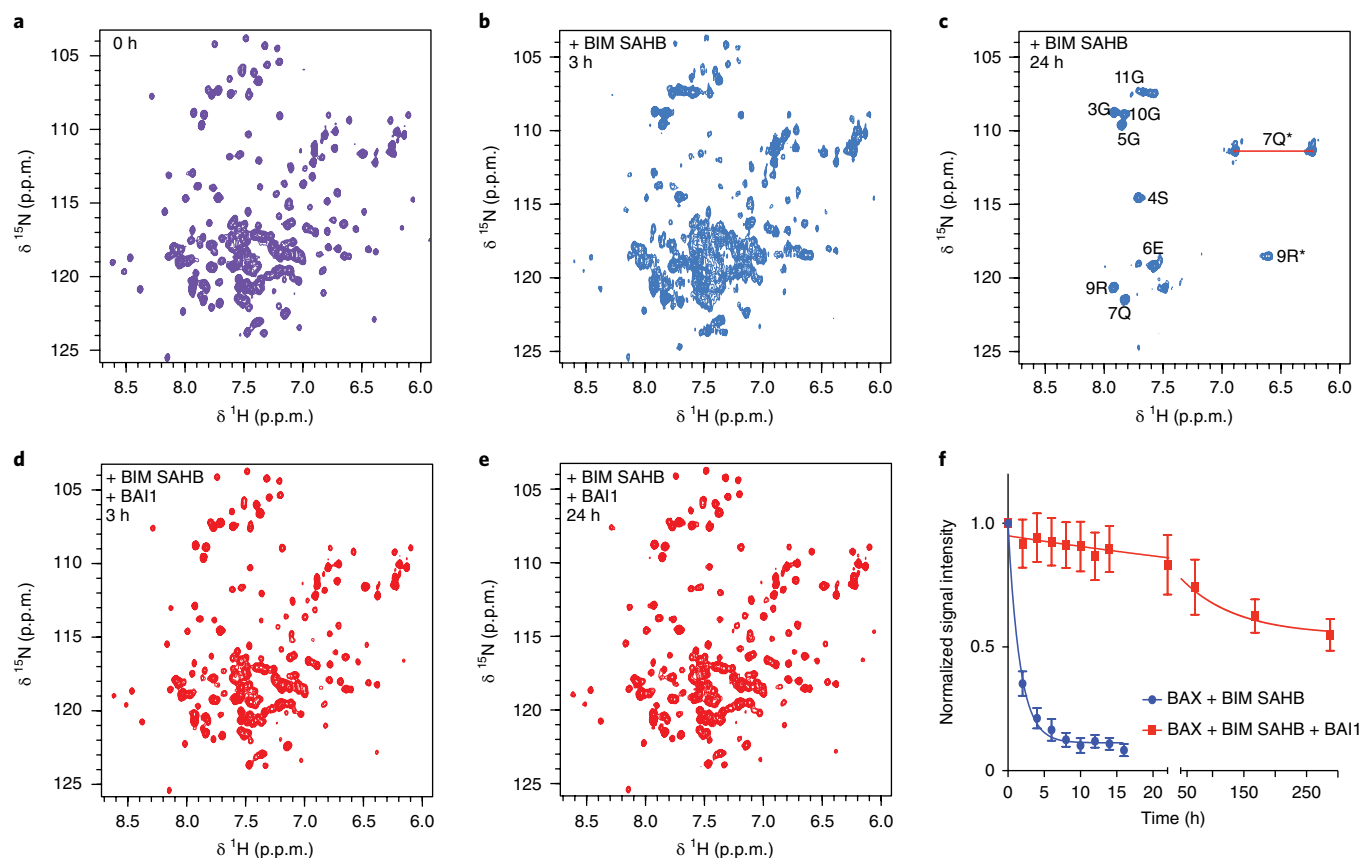 a
0 h
105
110
115
120
125
δ ¹⁵N (p.p.m.)
8.5 8.0 7.5 7.0 6.5 6.0
δ ¹H (p.p.m.)
b
+ BIM SAHB
3 h
105
110
115
120
125
δ ¹⁵N (p.p.m.)
8.5 8.0 7.5 7.0 6.5 6.0
δ ¹H (p.p.m.)
c
+ BIM SAHB
24 h
11G
3G 10G
5G
7Q*
4S
6E
9R*
9R
7Q
105
110
115
120
125
δ ¹⁵N (p.p.m.)
8.5 8.0 7.5 7.0 6.5 6.0
δ ¹H (p.p.m.)
d
+ BIM SAHB
+ BAI1
3 h
105
110
115
120
125
δ ¹⁵N (p.p.m.)
8.5 8.0 7.5 7.0 6.5 6.0
δ ¹H (p.p.m.)
e
+ BIM SAHB
+ BAI1
24 h
105
110
115
120
125
δ ¹⁵N (p.p.m.)
8.5 8.0 7.5 7.0 6.5 6.0
δ ¹H (p.p.m.)
f
1.0
0.5
0
Normalized signal intensity
BAX + BIM SAHB
BAX + BIM SAHB + BAI1
0 5 10 15 20 50 150 250
Time (h)